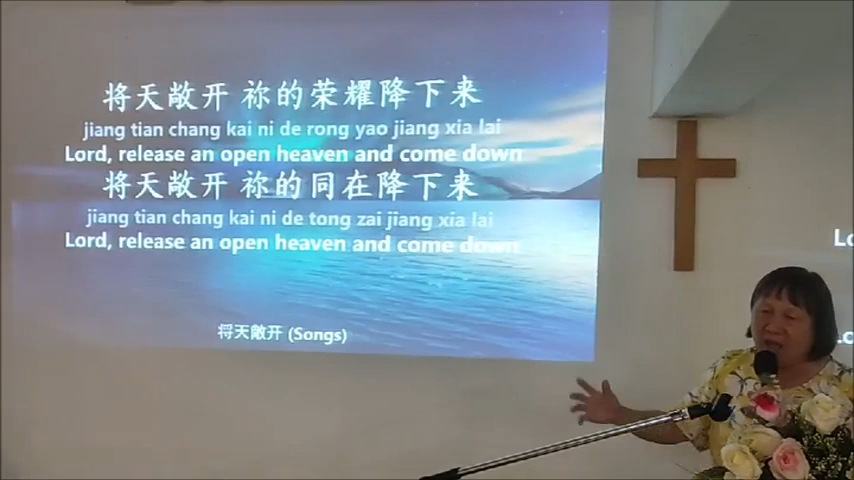 将天敞开 祢的荣耀降下来
jiang tian chang kai ni de rong yao jiang xia lai
Lord, release an open heaven and come down
将天敞开 祢的同在降下来
jiang tian chang kai ni de tong zai jiang xia lai
Lord, release an open heaven and come down
将天敞开 (Songs)
Lo
Lo